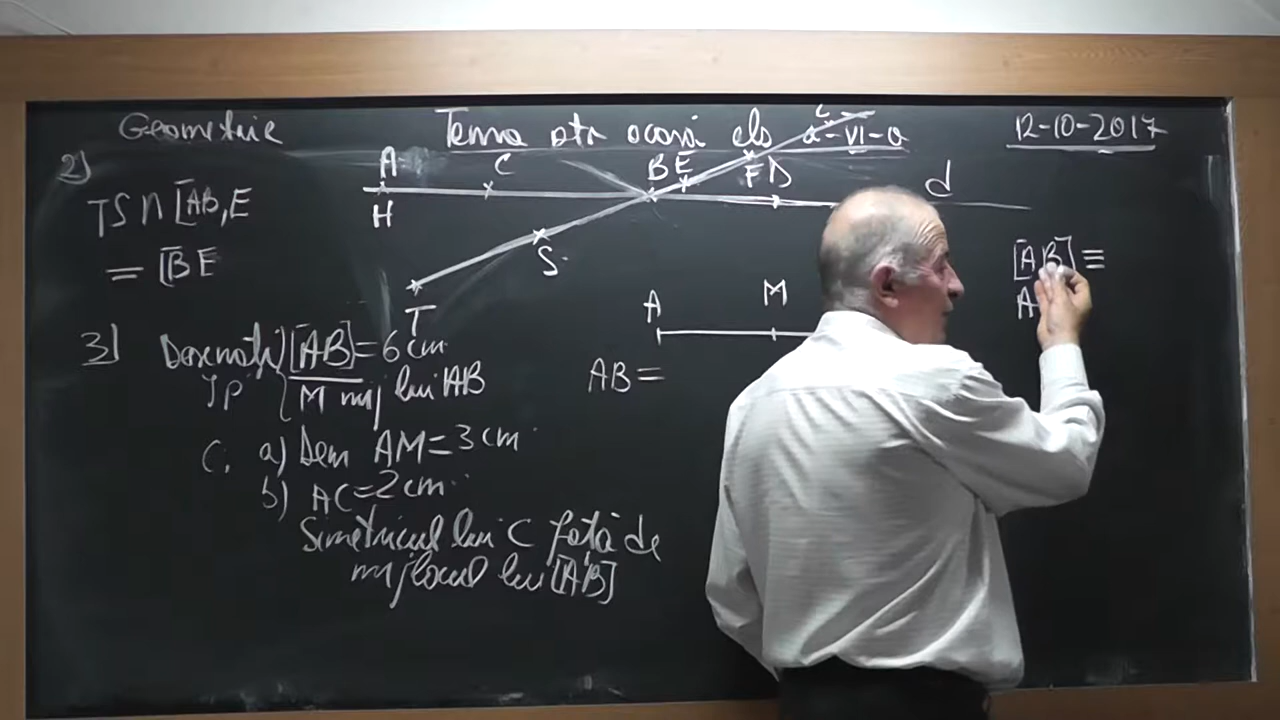 Geometrie
Tema ptr acasă cls a-VI-a
12-10-2017
2)
A C B E F D L d
H
S
T
TS ∩ [AB, E
= [BE
[AB] ≡
A
A M
AB =
3) Desenați [AB] = 6 cm
Ip M mij lui AB
C. a) Dem AM = 3 cm
b) AC = 2 cm
Simetricul lui C față de
mijlocul lui [AB]